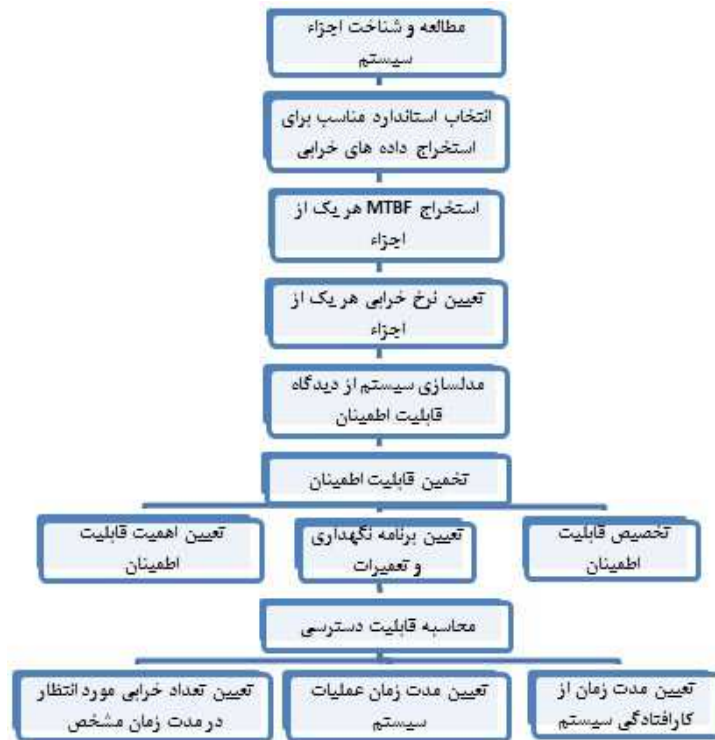 مطالعه و شناخت اجزاء
سیستم
انتخاب استاندارد مناسب برای
استخراج داده های خرابی
استخراج MTBF هر یک از
اجزاء
تعیین نرخ خرابی هر یک از
اجزاء
مدلسازی سیستم از دیدگاه
قابلیت اطمینان
تخمین قابلیت اطمینان
تخصیص قابلیت
اطمینان
تعیین برنامه نگهداری
و تعمیرات
تعیین اهمیت قابلیت
اطمینان
محاسبه قابلیت دسترسی
تعیین مدت زمان از
کارافتادگی سیستم
تعیین مدت زمان عملیات
سیستم
تعیین تعداد خرابی مورد انتظار
در مدت زمان مشخص